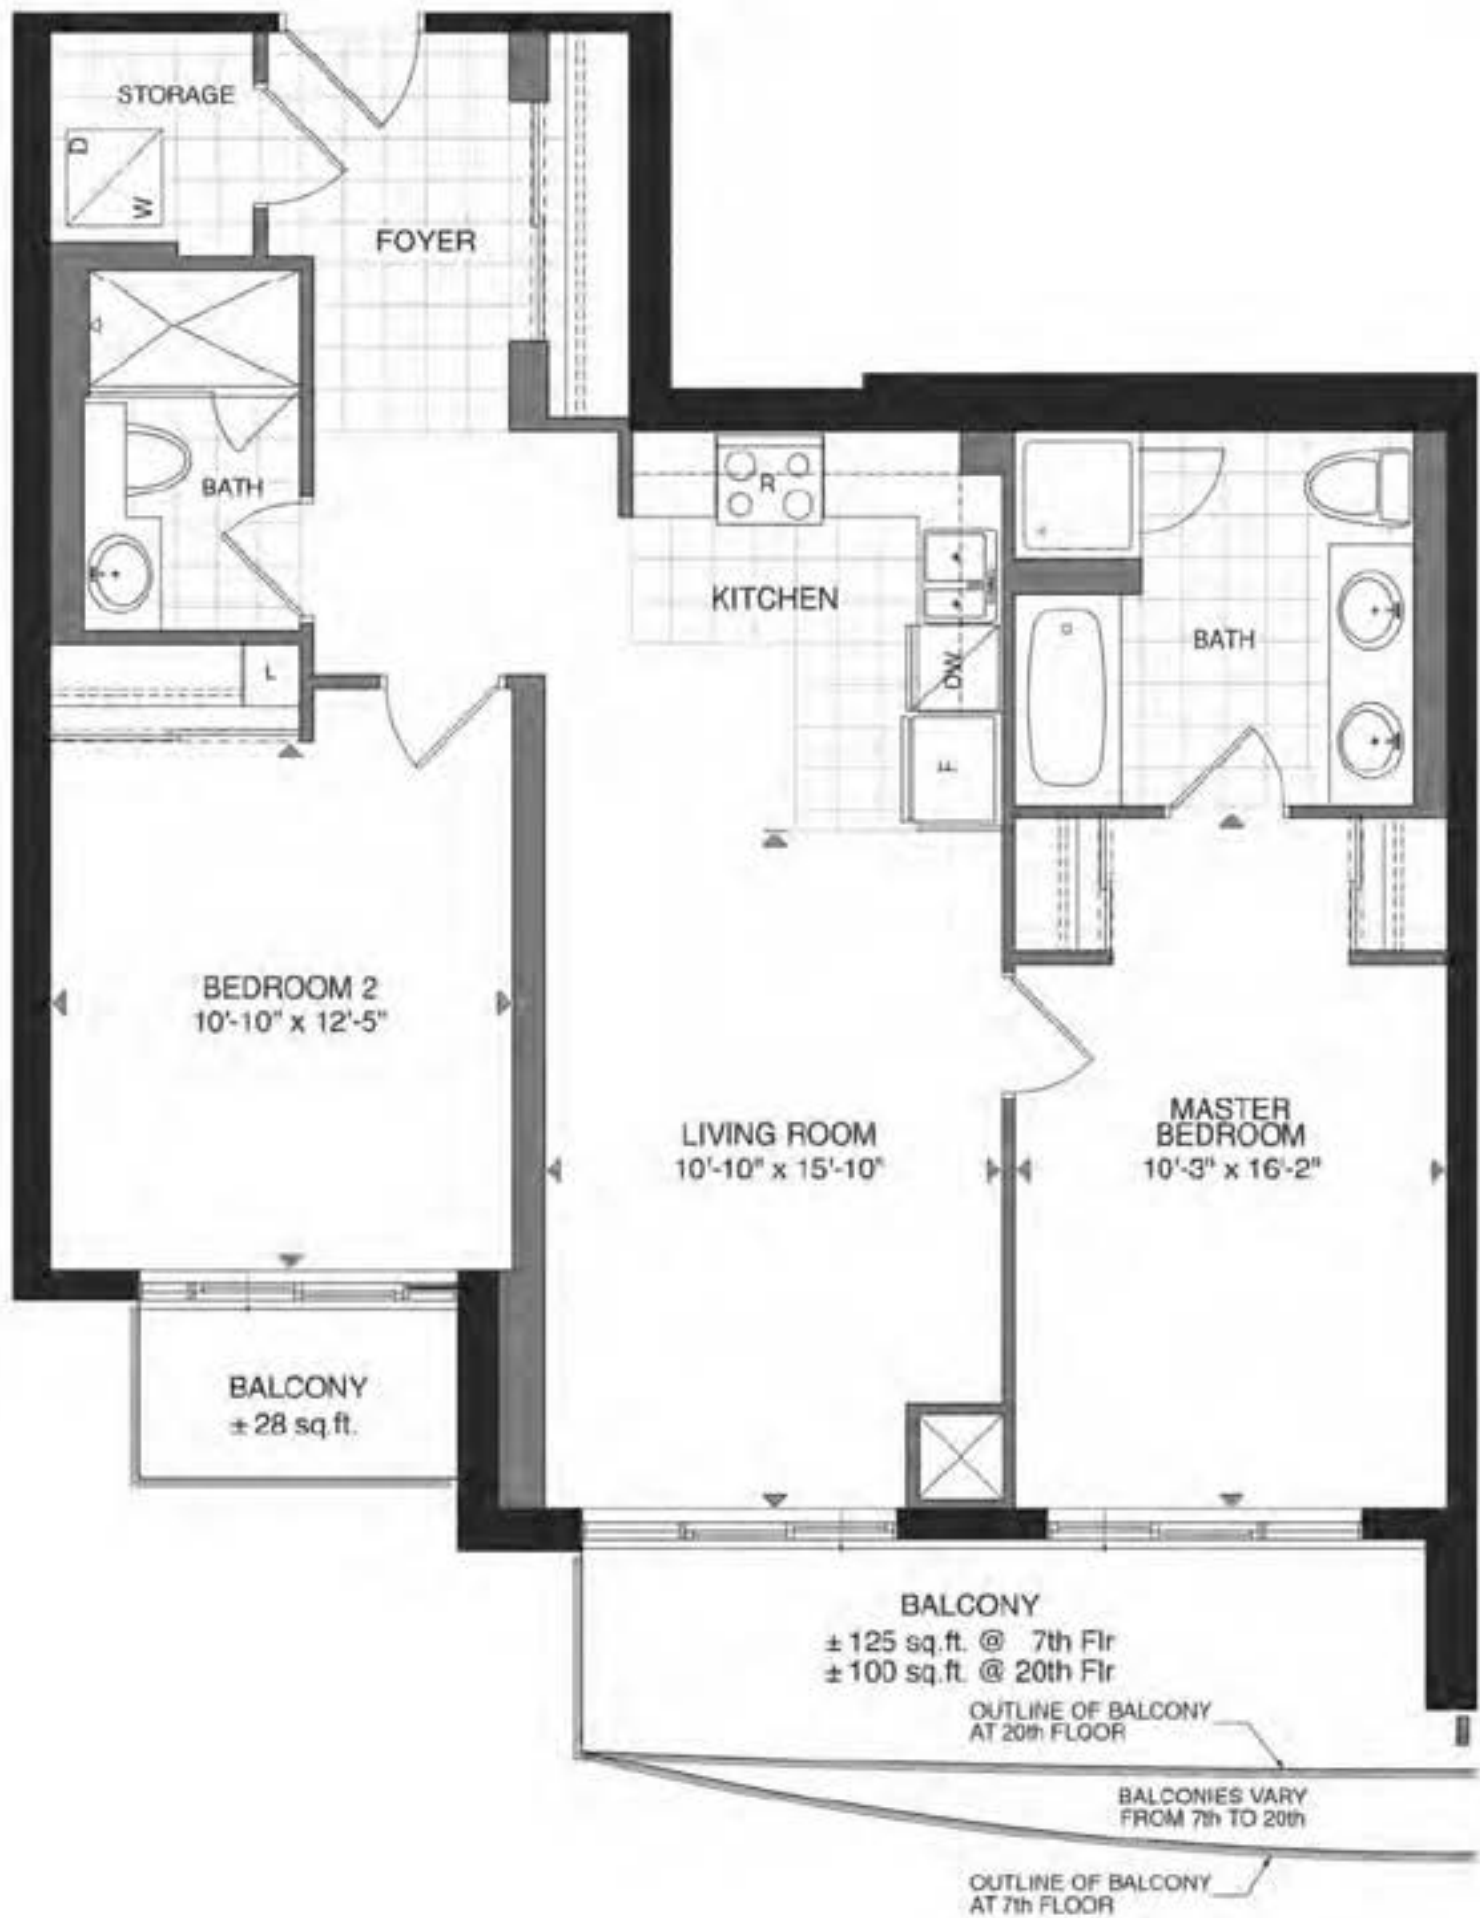 STORAGE
D
W
FOYER
BATH
R
KITCHEN
DW
F
L
BATH
BEDROOM 2
10'-10" x 12'-5"
LIVING ROOM
10'-10" x 15'-10"
MASTER
BEDROOM
10'-3" x 16'-2"
BALCONY
± 28 sq.ft.
BALCONY
± 125 sq.ft. @ 7th Flr
± 100 sq.ft. @ 20th Flr
OUTLINE OF BALCONY
AT 20th FLOOR
BALCONIES VARY
FROM 7th TO 20th
OUTLINE OF BALCONY
AT 7th FLOOR